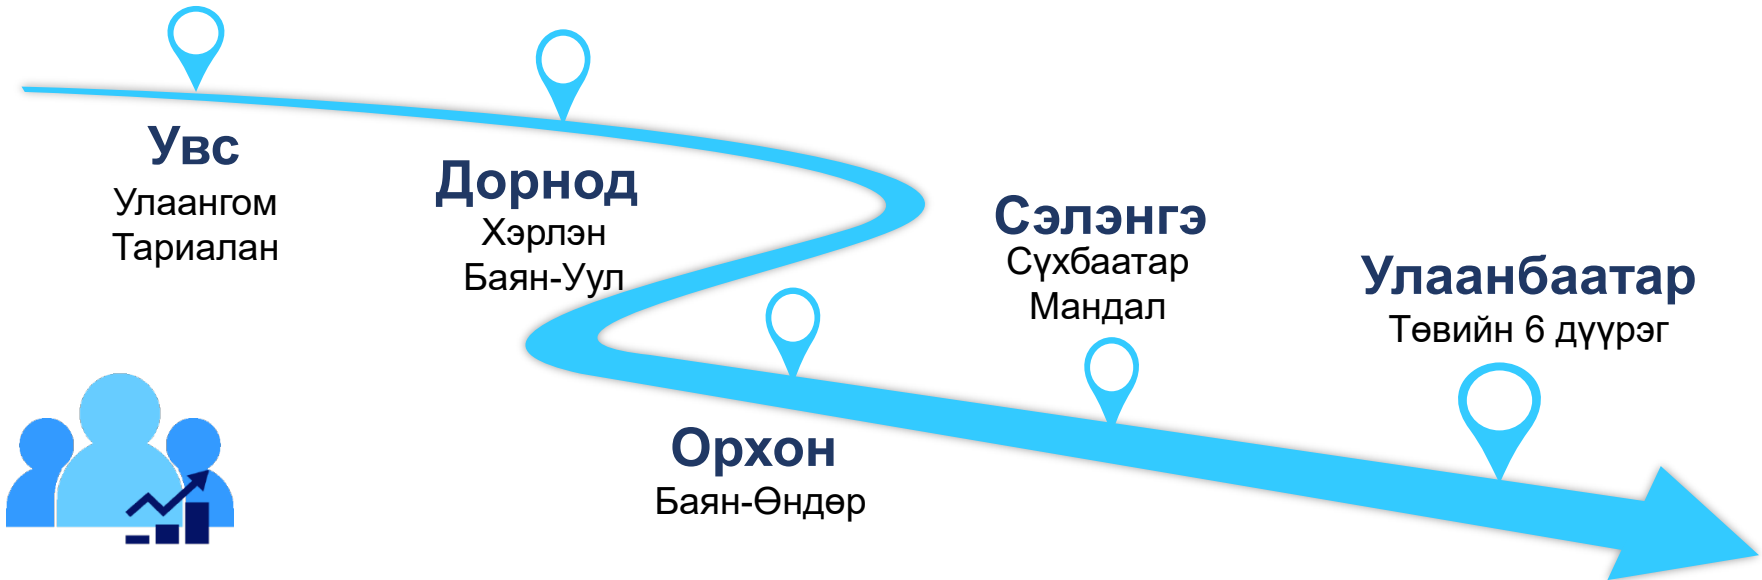 Увс
Улаангом
Тариалан
Дорнод
Хэрлэн
Баян-Уул
Орхон
Баян-Өндөр
Сэлэнгэ
Сүхбаатар
Мандал
Улаанбаатар
Төвийн 6 дүүрэг